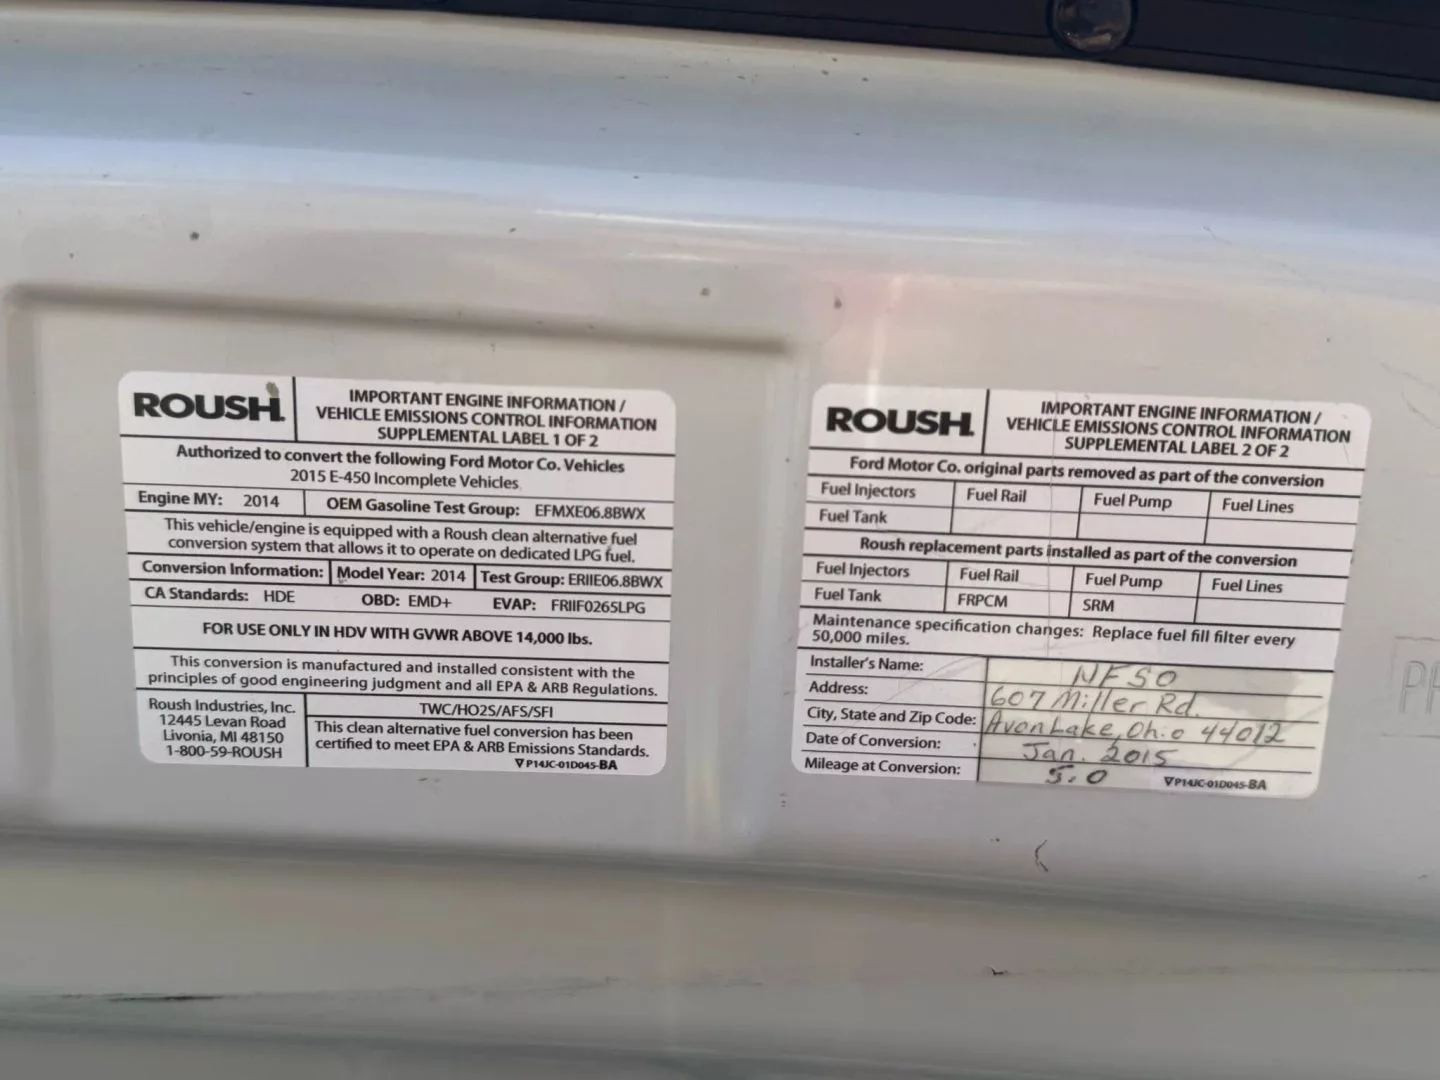 ROUSH
IMPORTANT ENGINE INFORMATION /
VEHICLE EMISSIONS CONTROL INFORMATION
SUPPLEMENTAL LABEL 1 OF 2
Authorized to convert the following Ford Motor Co. Vehicles
2015 E-450 Incomplete Vehicles
Engine MY: 2014 OEM Gasoline Test Group: EFMXE06.8BWX
This vehicle/engine is equipped with a Roush clean alternative fuel
conversion system that allows it to operate on dedicated LPG fuel.
Conversion Information: Model Year: 2014 Test Group: ERIIE06.8BWX
CA Standards: HDE OBD: EMD+ EVAP: FRIIF0265LPG
FOR USE ONLY IN HDV WITH GVWR ABOVE 14,000 lbs.
This conversion is manufactured and installed consistent with the
principles of good engineering judgment and all EPA & ARB Regulations.
Roush Industries, Inc.
12445 Levan Road
Livonia, MI 48150
1-800-59-ROUSH
TWC/HO2S/AFS/SFI
This clean alternative fuel conversion has been
certified to meet EPA & ARB Emissions Standards.
P14JC-01D045-BA
ROUSH
IMPORTANT ENGINE INFORMATION /
VEHICLE EMISSIONS CONTROL INFORMATION
SUPPLEMENTAL LABEL 2 OF 2
Ford Motor Co. original parts removed as part of the conversion
Fuel Injectors Fuel Rail Fuel Pump Fuel Lines
Fuel Tank
Roush replacement parts installed as part of the conversion
Fuel Injectors Fuel Rail Fuel Pump Fuel Lines
Fuel Tank FRPCM SRM
Maintenance specification changes: Replace fuel fill filter every
50,000 miles.
Installer's Name: NFSO
Address: 607 Miller Rd.
City, State and Zip Code: Avon Lake, Ohio 44012
Date of Conversion: Jan. 2015
Mileage at Conversion: 5.0
P14JC-01D045-BA